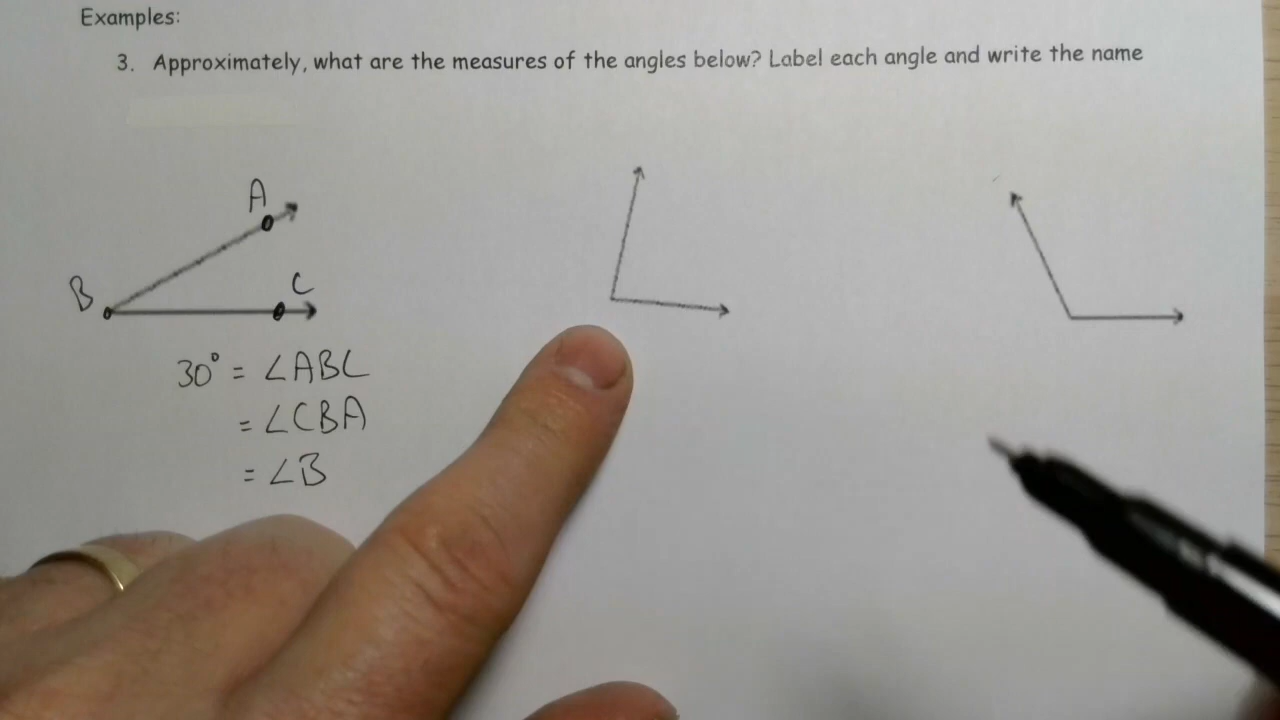 Examples:
3. Approximately, what are the measures of the angles below? Label each angle and write the name
A
B
C
30° = ∠ABC
= ∠CBA
= ∠B